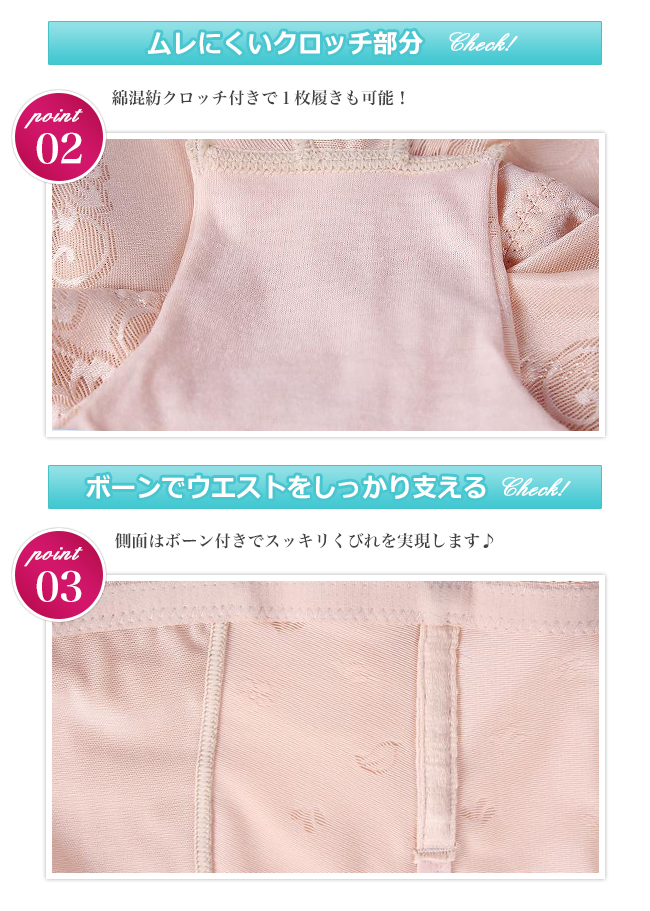 ムレにくいクロッチ部分 Check!
綿混紡クロッチ付きで１枚履きも可能！
point
02
ボーンでウエストをしっかり支える Check!
側面はボーン付きでスッキリくびれを実現します♪
point
03